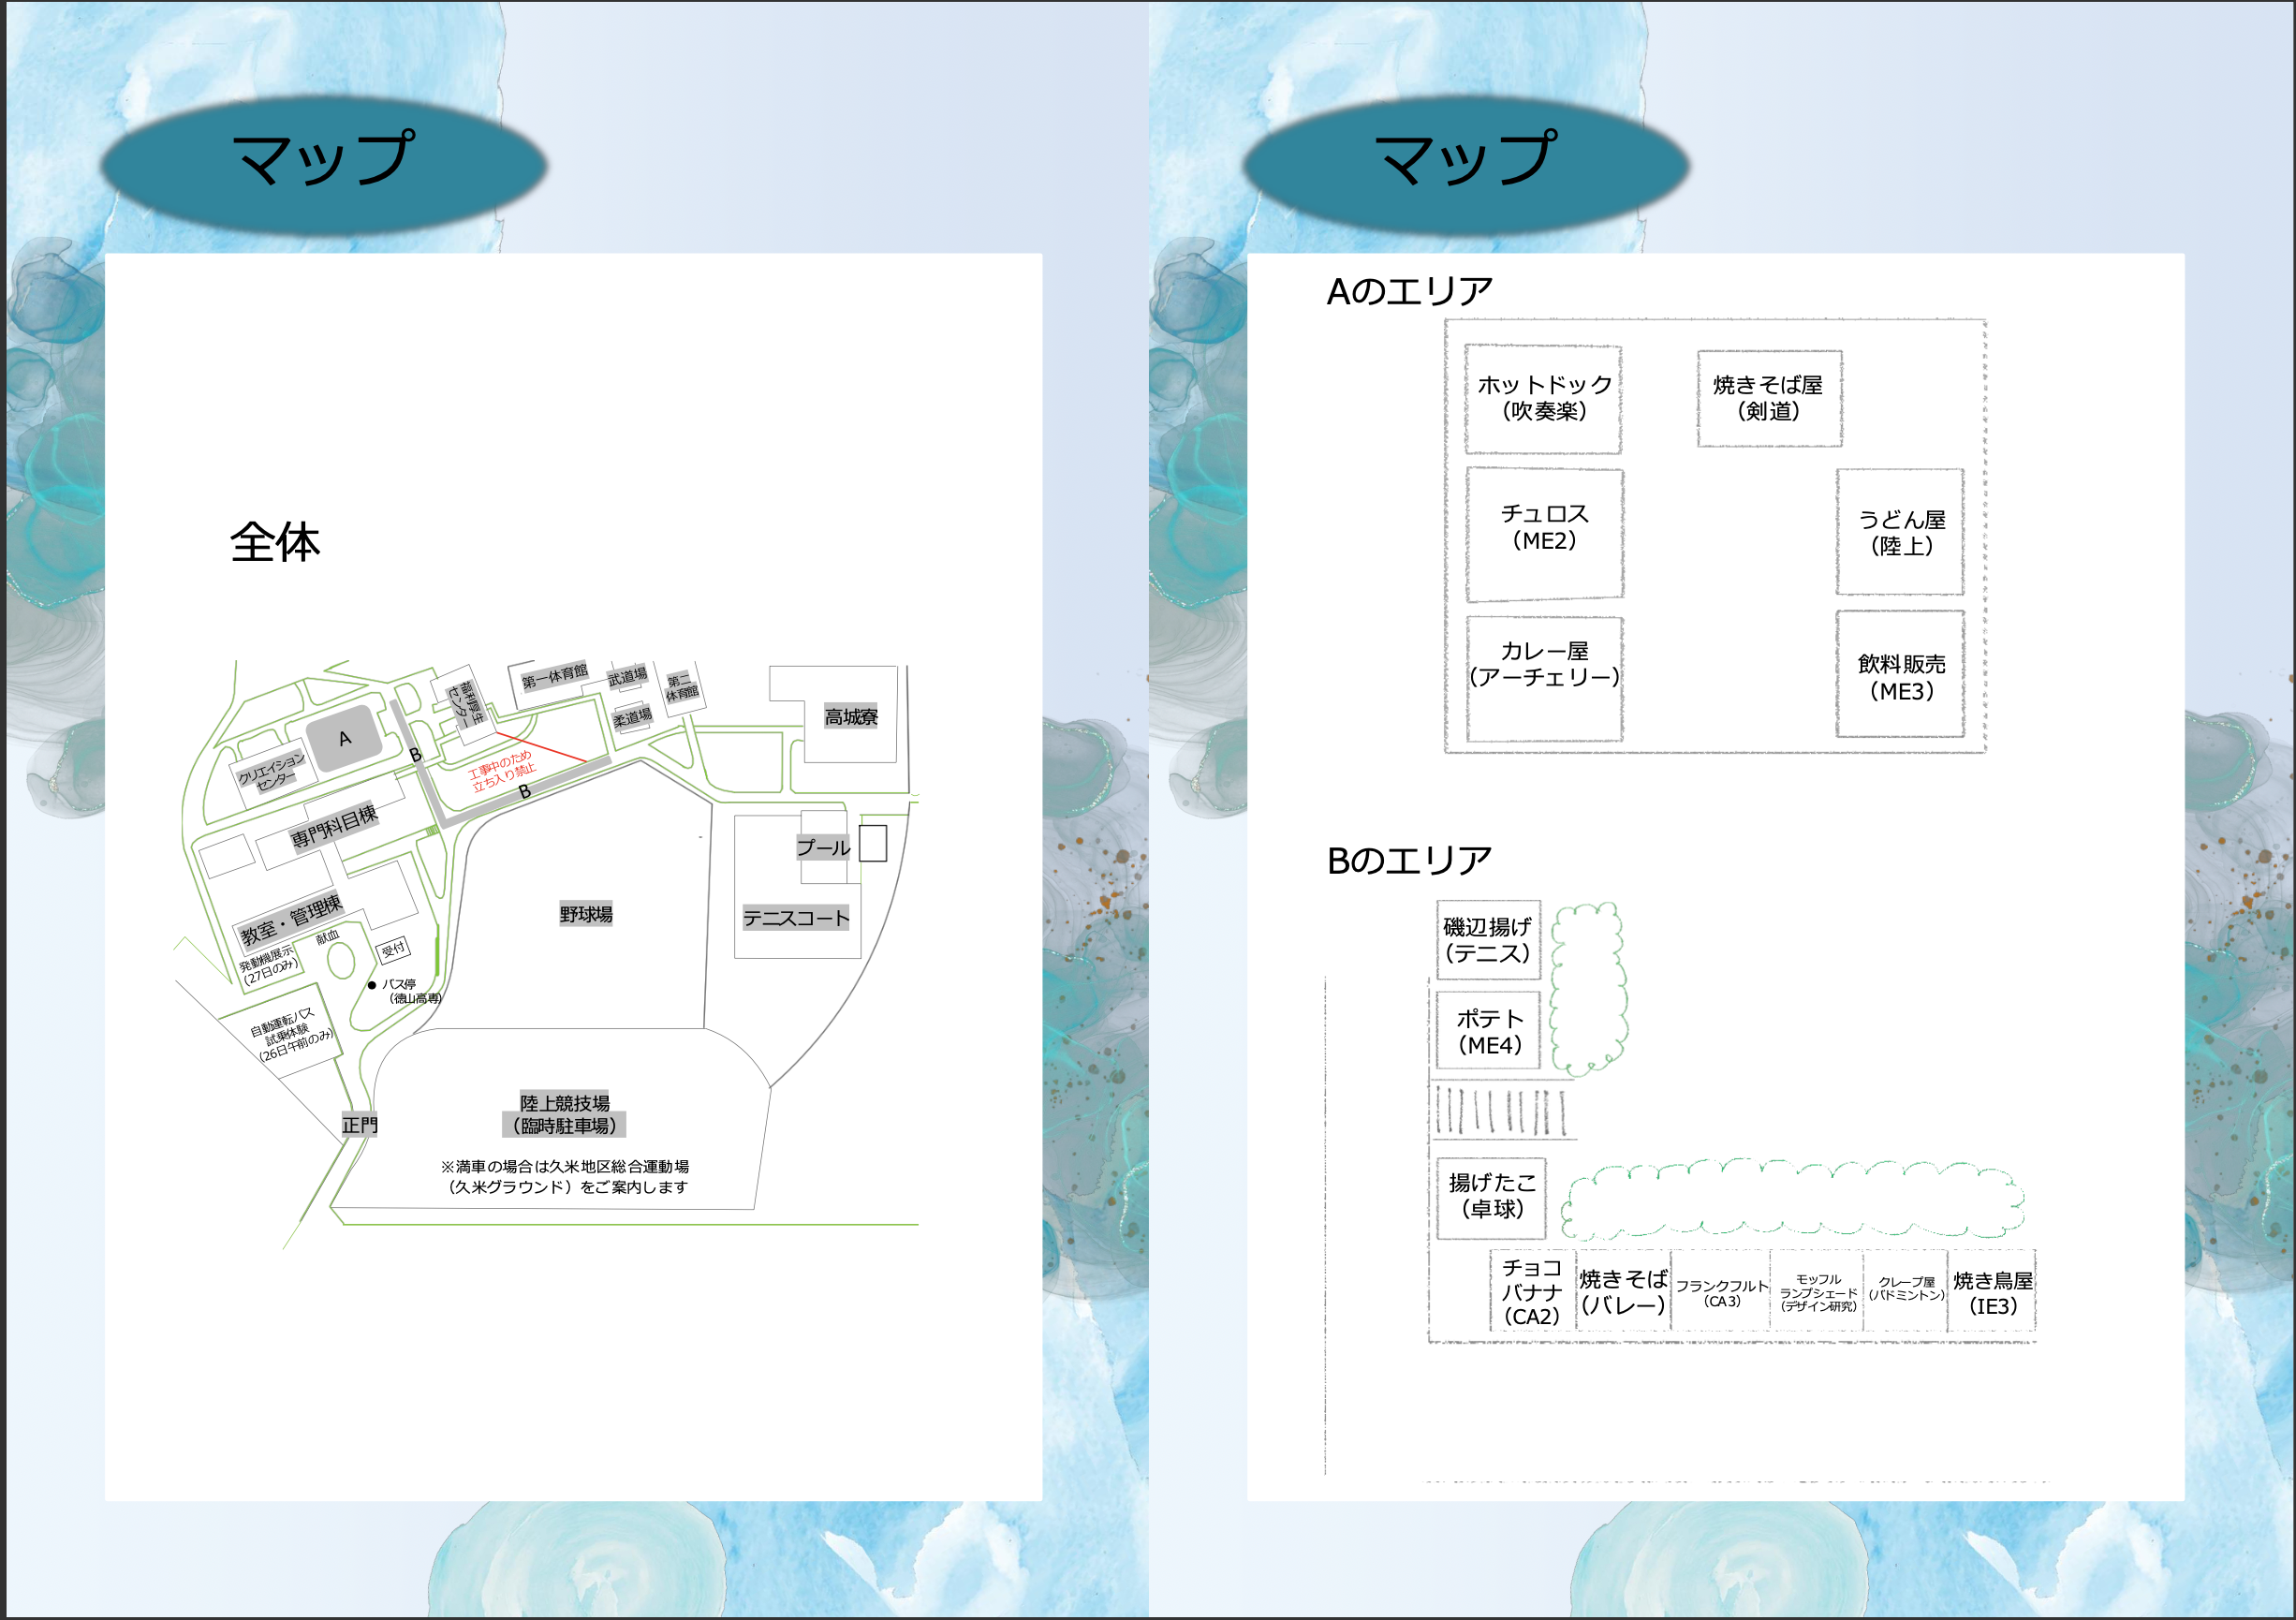 マップ
全体
A
B
B
福利厚生
センター
第一体育館
武道場
第二
体育館
柔道場
高城寮
クリエイション
センター
工事中のため
立ち入り禁止
専門科目棟
プール
野球場
テニスコート
教室・管理棟
献血
受付
発動機展示
(27日のみ)
バス停
(徳山高専)
自動運転バス
試乗体験
(26日午前のみ)
正門
陸上競技場
(臨時駐車場)
※満車の場合は久米地区総合運動場
(久米グラウンド)をご案内します
マップ
Aのエリア
ホットドック
(吹奏楽)
焼きそば屋
(剣道)
チュロス
(ME2)
うどん屋
(陸上)
カレー屋
(アーチェリー)
飲料販売
(ME3)
Bのエリア
磯辺揚げ
(テニス)
ポテト
(ME4)
揚げたこ
(卓球)
チョコ
バナナ
(CA2)
焼きそば
(バレー)
フランクフルト
(CA3)
モッフル
ランプシェード
(デザイン研究)
クレープ屋
(バドミントン)
焼き鳥屋
(IE3)